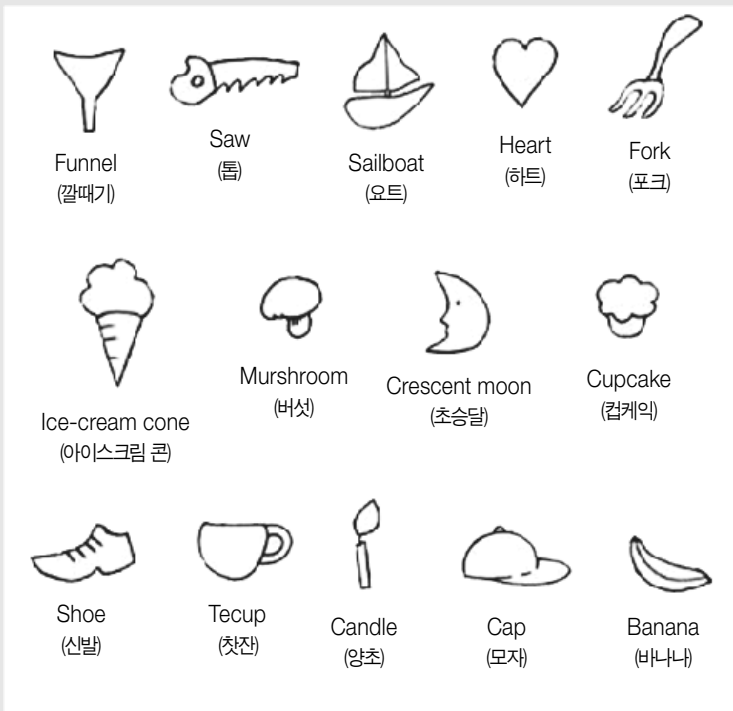 Funnel
(깔때기)
Saw
(톱)
Sailboat
(요트)
Heart
(하트)
Fork
(포크)
Ice-cream cone
(아이스크림 콘)
Murshroom
(버섯)
Crescent moon
(초승달)
Cupcake
(컵케익)
Shoe
(신발)
Tecup
(찻잔)
Candle
(양초)
Cap
(모자)
Banana
(바나나)